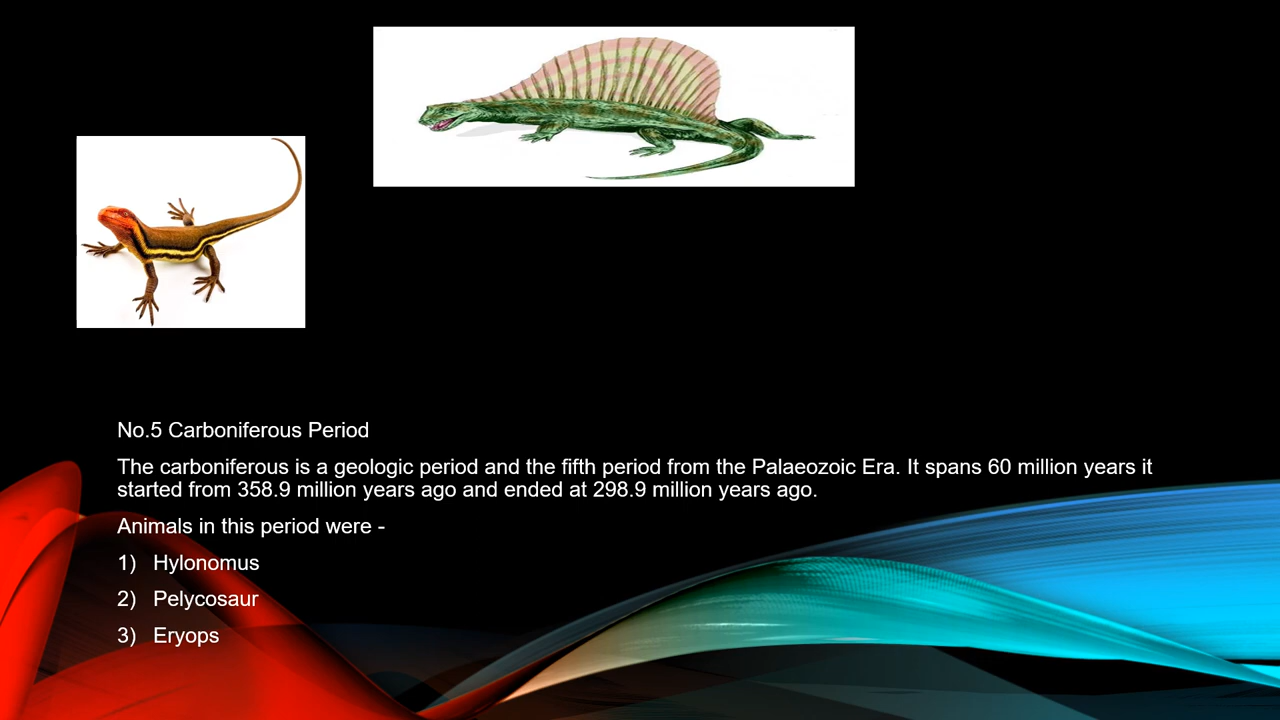 No.5 Carboniferous Period
The carboniferous is a geologic period and the fifth period from the Palaeozoic Era. It spans 60 million years it
started from 358.9 million years ago and ended at 298.9 million years ago.
Animals in this period were -
1) Hylonomus
2) Pelycosaur
3) Eryops